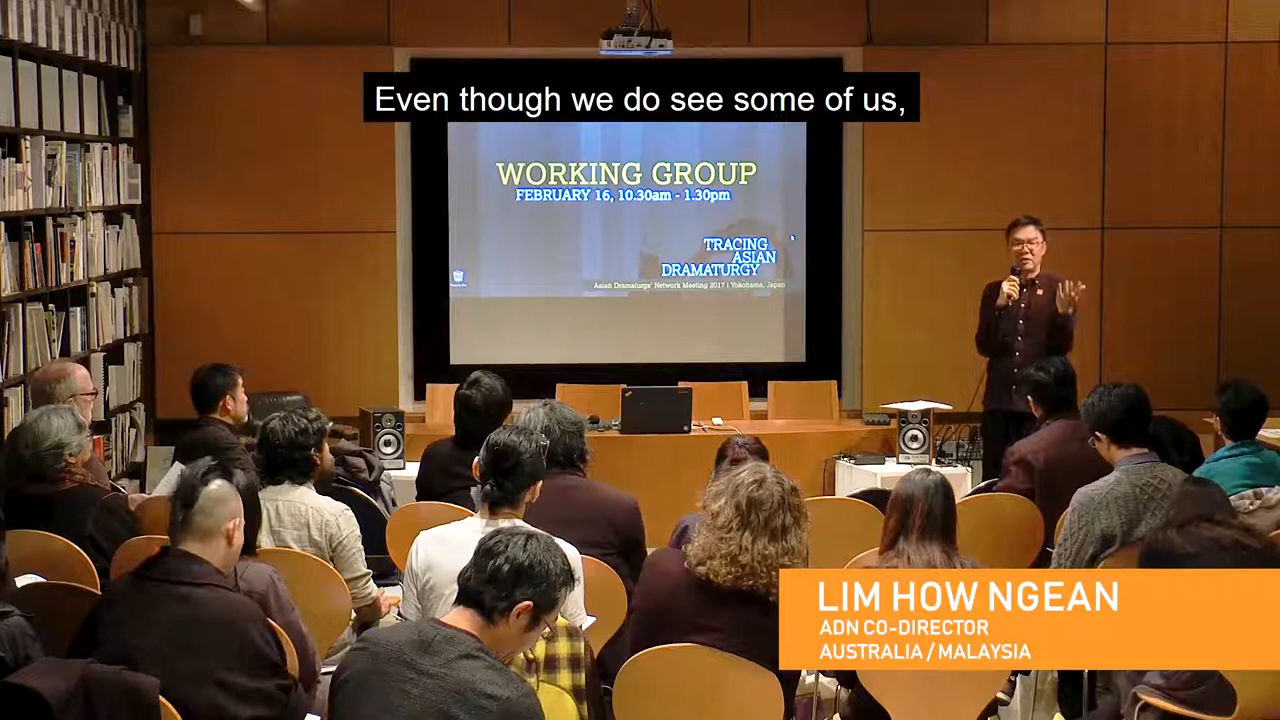 Even though we do see some of us,
WORKING GROUP
FEBRUARY 16, 10.30am - 1.30pm
TRACING
ASIAN
DRAMATURGY
Asian Dramaturgs' Network Meeting 2017 | Yokohama, Japan
LIM HOW NGEAN
ADN CO-DIRECTOR
AUSTRALIA / MALAYSIA